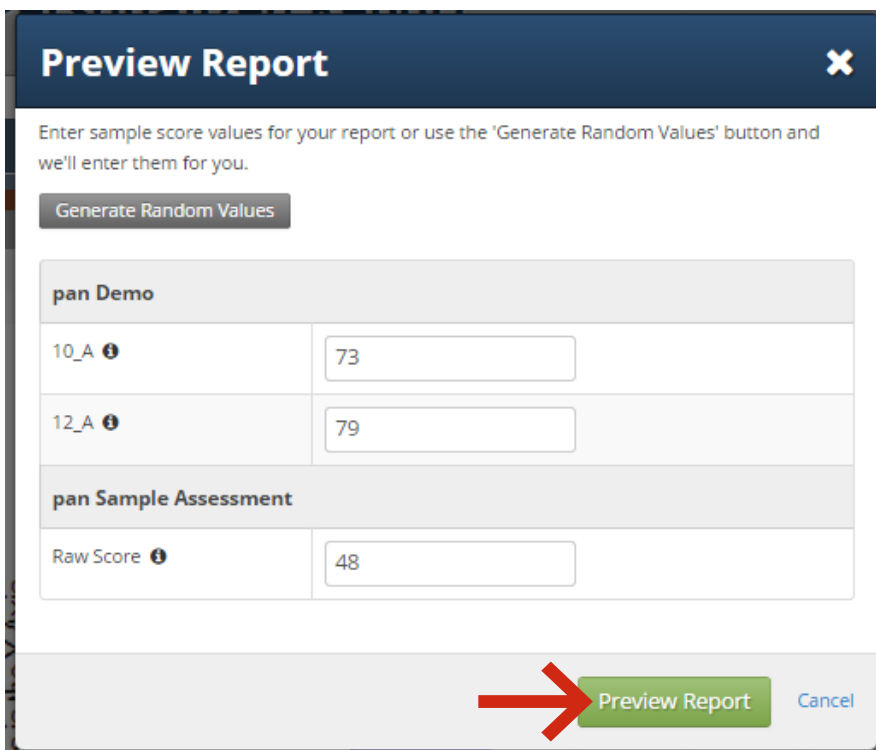 Preview Report
Enter sample score values for your report or use the 'Generate Random Values' button and
we'll enter them for you.
Generate Random Values
pan Demo
10_A
73
12_A
79
pan Sample Assessment
Raw Score
48
Preview Report
Cancel